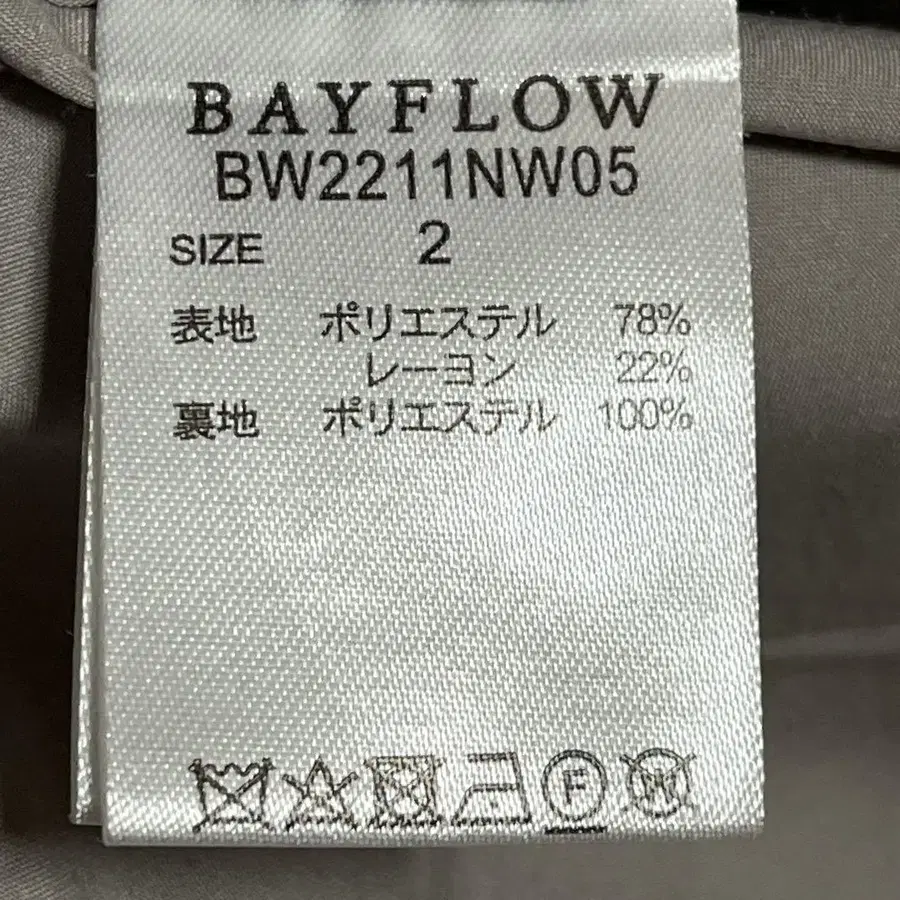 BAYFLOW
BW2211NW05
SIZE 2
表地 ポリエステル 78%
レーヨン 22%
裏地 ポリエステル 100%
F
W